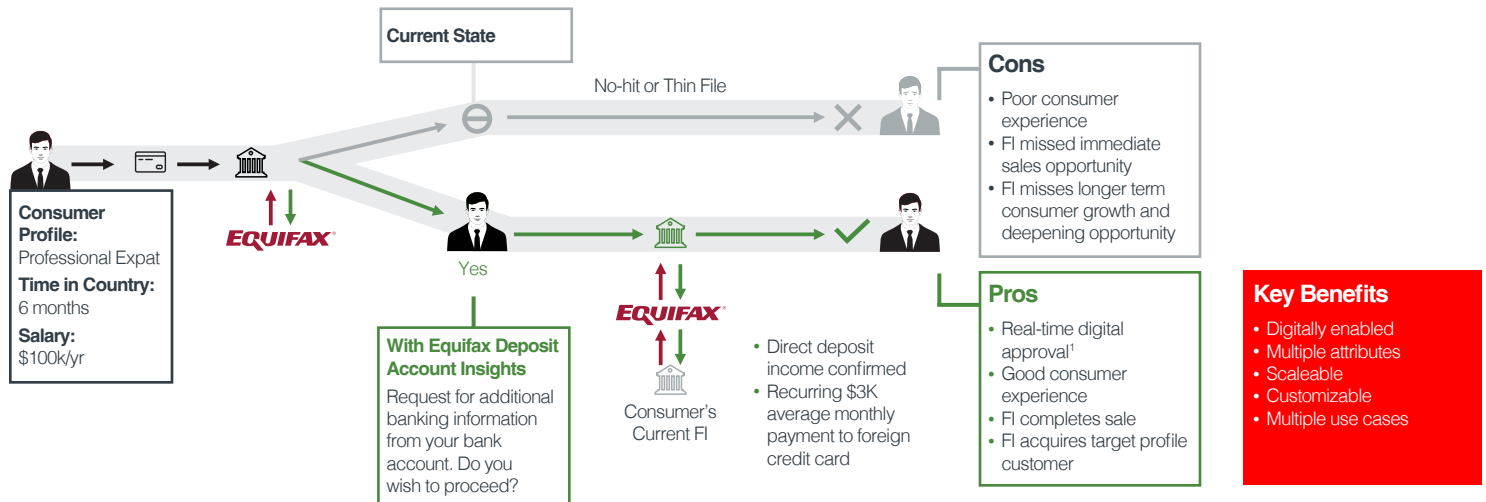 Current State
No-hit or Thin File
Consumer
Profile:
Professional Expat
Time in Country:
6 months
Salary:
$100k/yr
EQUIFAX®
Yes
With Equifax Deposit
Account Insights
Request for additional
banking information
from your bank
account. Do you
wish to proceed?
EQUIFAX®
Consumer's
Current FI
• Direct deposit
income confirmed
• Recurring $3K
average monthly
payment to foreign
credit card
Cons
• Poor consumer
experience
• FI missed immediate
sales opportunity
• FI misses longer term
consumer growth and
deepening opportunity
Pros
• Real-time digital
approval¹
• Good consumer
experience
• FI completes sale
• FI acquires target profile
customer
Key Benefits
• Digitally enabled
• Multiple attributes
• Scaleable
• Customizable
• Multiple use cases